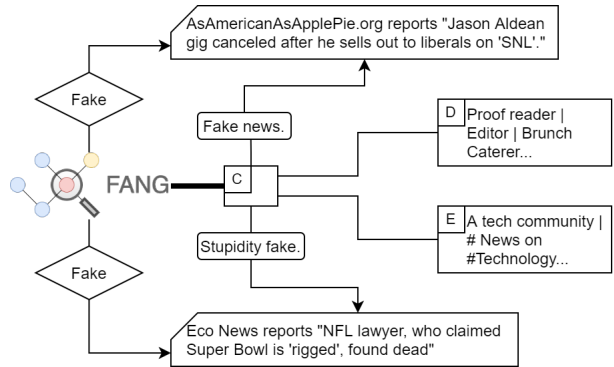 AsAmericanAsApplePie.org reports "Jason Aldean
gig canceled after he sells out to liberals on 'SNL'."
Fake
Fake news.
D
Proof reader |
Editor | Brunch
Caterer...
FANG
C
E
A tech community |
# News on
#Technology...
Stupidity fake.
Fake
Eco News reports "NFL lawyer, who claimed
Super Bowl is 'rigged', found dead"